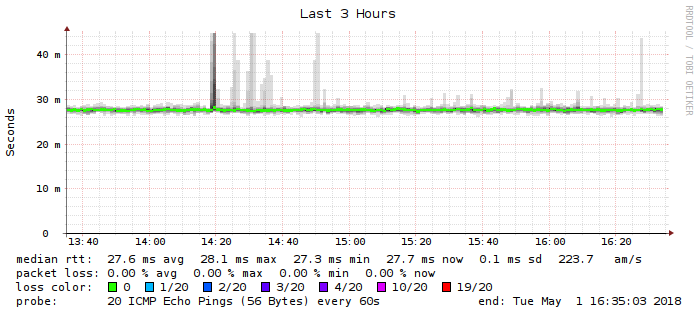 Last 3 Hours
RRDTOOL / TOBI OETIKER
Seconds
40 m
30 m
20 m
10 m
0
13:40 14:00 14:20 14:40 15:00 15:20 15:40 16:00 16:20
median rtt: 27.6 ms avg 28.1 ms max 27.3 ms min 27.7 ms now 0.1 ms sd 223.7 am/s
packet loss: 0.00 % avg 0.00 % max 0.00 % min 0.00 % now
loss color: 0 1/20 2/20 3/20 4/20 10/20 19/20
probe: 20 ICMP Echo Pings (56 Bytes) every 60s end: Tue May 1 16:35:03 2018